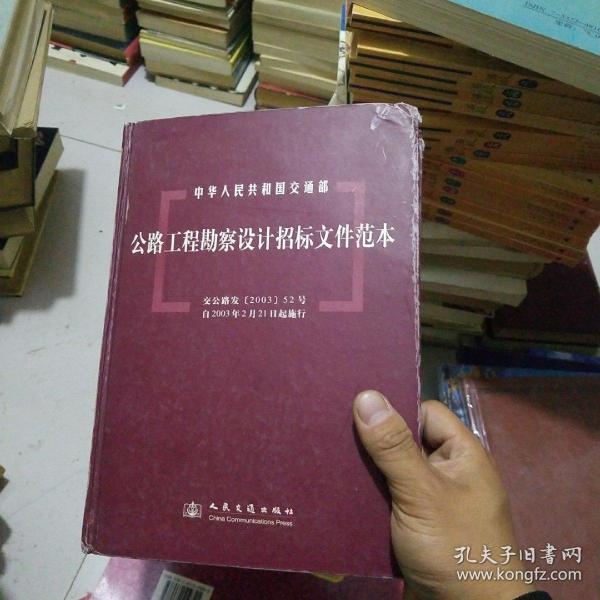 中华人民共和国交通部
公路工程勘察设计招标文件范本
交公路发〔2003〕52号
自2003年2月21日起施行
人民交通出版社
China Communications Press
孔夫子旧书网
www.kongfz.com